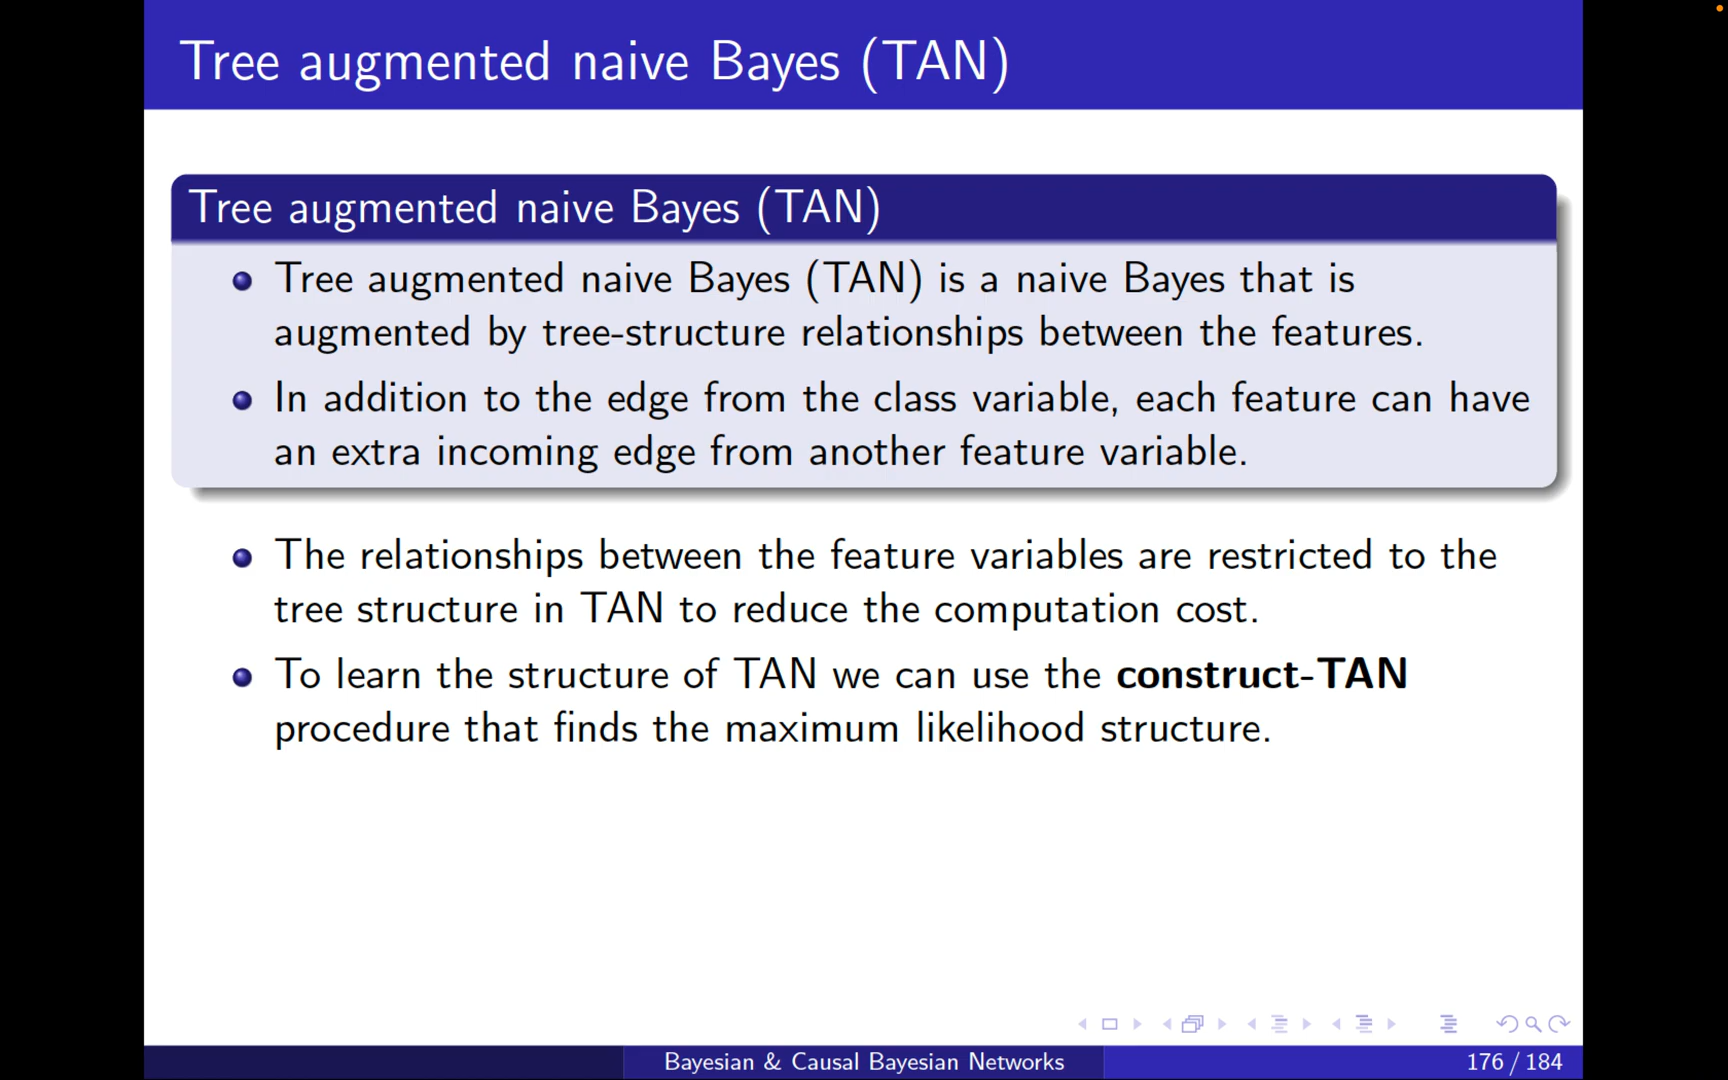 Tree augmented naive Bayes (TAN)
Tree augmented naive Bayes (TAN)
Tree augmented naive Bayes (TAN) is a naive Bayes that is
augmented by tree-structure relationships between the features.
In addition to the edge from the class variable, each feature can have
an extra incoming edge from another feature variable.
The relationships between the feature variables are restricted to the
tree structure in TAN to reduce the computation cost.
To learn the structure of TAN we can use the construct-TAN
procedure that finds the maximum likelihood structure.
Bayesian & Causal Bayesian Networks
176 / 184